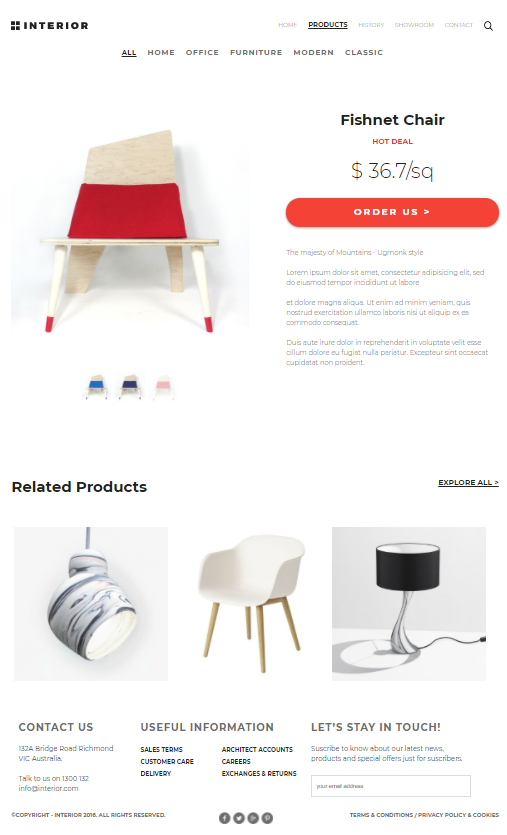 INTERIOR
HOME PRODUCTS HISTORY SHOWROOM CONTACT
ALL HOME OFFICE FURNITURE MODERN CLASSIC
Fishnet Chair
HOT DEAL
$ 36.7/sq
ORDER US >
The majesty of Mountains - Ugmonk style
Lorem ipsum dolor sit amet, consectetur adipisicing elit, sed
do eiusmod tempor incididunt ut labore
et dolore magna aliqua. Ut enim ad minim veniam, quis
nostrud exercitation ullamco laboris nisi ut aliquip ex ea
commodo consequat.
Duis aute irure dolor in reprehenderit in voluptate velit esse
cillum dolore eu fugiat nulla pariatur. Excepteur sint occaecat
cupidatat non proident.
Related Products
EXPLORE ALL >
CONTACT US
132A Bridge Road Richmond
VIC Australia.
Talk to us on 1300 132
info@interior.com
USEFUL INFORMATION
SALES TERMS
CUSTOMER CARE
DELIVERY
ARCHITECT ACCOUNTS
CAREERS
EXCHANGES & RETURNS
LET'S STAY IN TOUCH!
Suscribe to know about our latest news,
products and special offers just for suscribers.
your email address
©COPYRIGHT - INTERIOR 2016. ALL RIGHTS RESERVED.
TERMS & CONDITIONS / PRIVACY POLICY & COOKIES